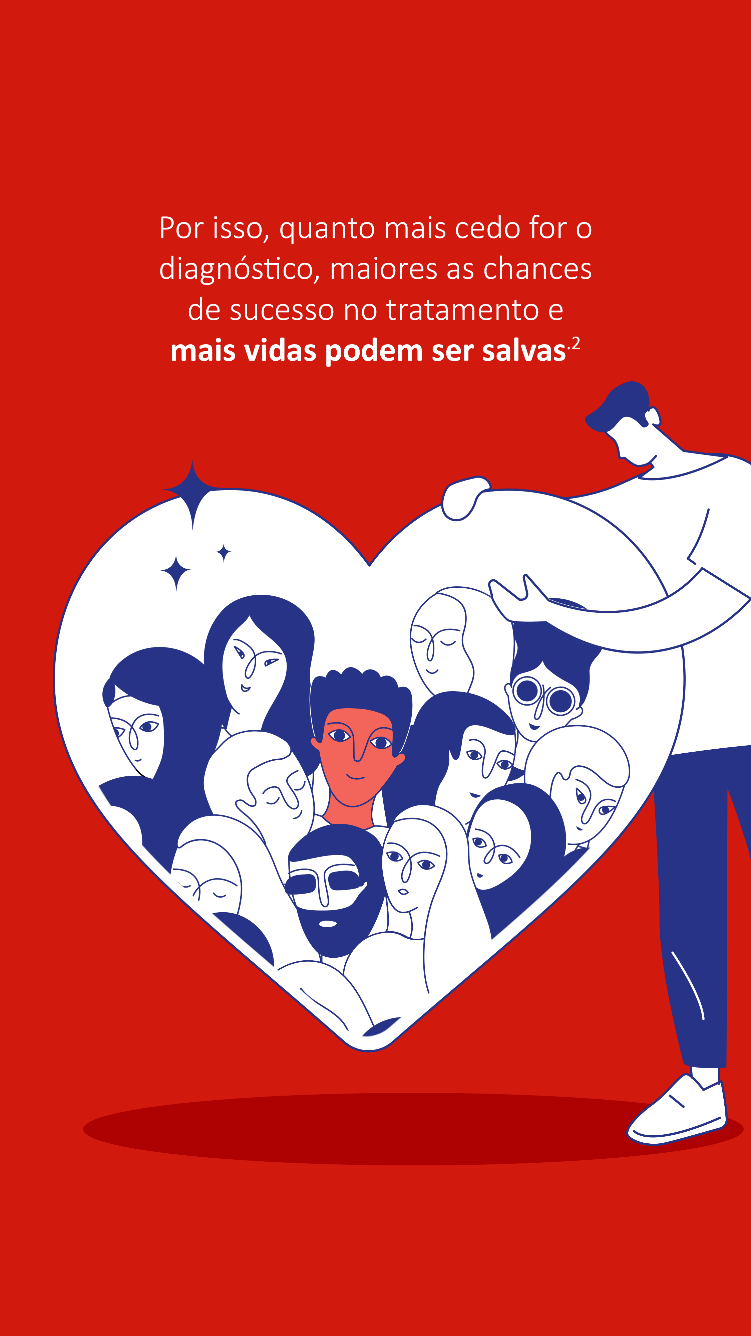 Por isso, quanto mais cedo for o
diagnóstico, maiores as chances
de sucesso no tratamento e
mais vidas podem ser salvas.2